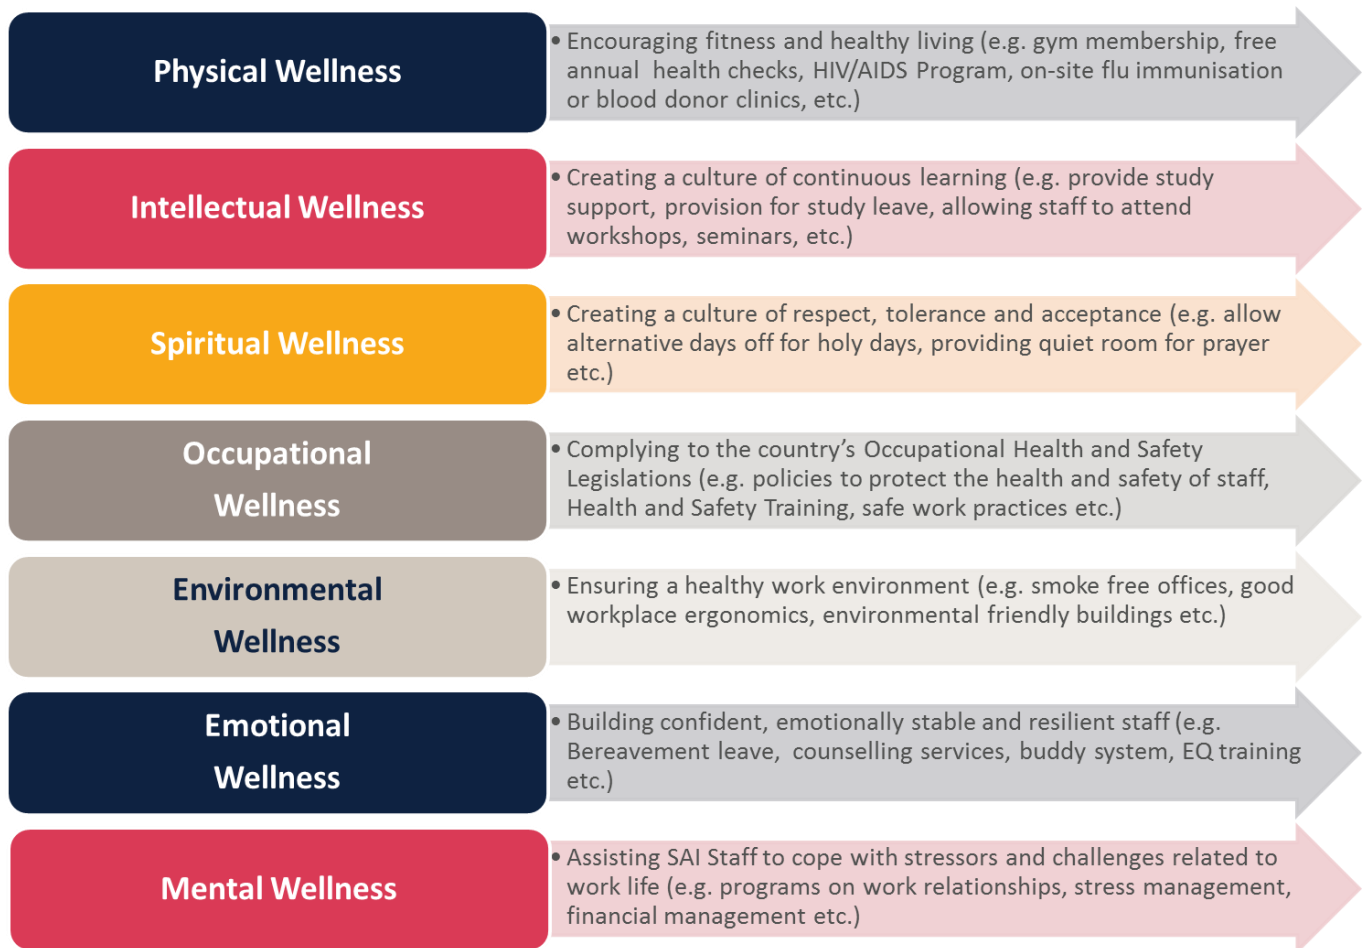 Physical Wellness
• Encouraging fitness and healthy living (e.g. gym membership, free
annual health checks, HIV/AIDS Program, on-site flu immunisation
or blood donor clinics, etc.)
Intellectual Wellness
• Creating a culture of continuous learning (e.g. provide study
support, provision for study leave, allowing staff to attend
workshops, seminars, etc.)
Spiritual Wellness
• Creating a culture of respect, tolerance and acceptance (e.g. allow
alternative days off for holy days, providing quiet room for prayer
etc.)
Occupational
Wellness
• Complying to the country’s Occupational Health and Safety
Legislations (e.g. policies to protect the health and safety of staff,
Health and Safety Training, safe work practices etc.)
Environmental
Wellness
• Ensuring a healthy work environment (e.g. smoke free offices, good
workplace ergonomics, environmental friendly buildings etc.)
Emotional
Wellness
• Building confident, emotionally stable and resilient staff (e.g.
Bereavement leave, counselling services, buddy system, EQ training
etc.)
Mental Wellness
• Assisting SAI Staff to cope with stressors and challenges related to
work life (e.g. programs on work relationships, stress management,
financial management etc.)